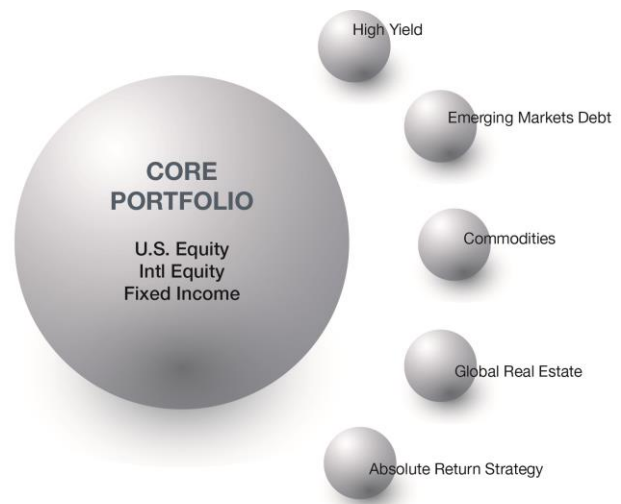 High Yield
Emerging Markets Debt
CORE
PORTFOLIO
U.S. Equity
Intl Equity
Fixed Income
Commodities
Global Real Estate
Absolute Return Strategy